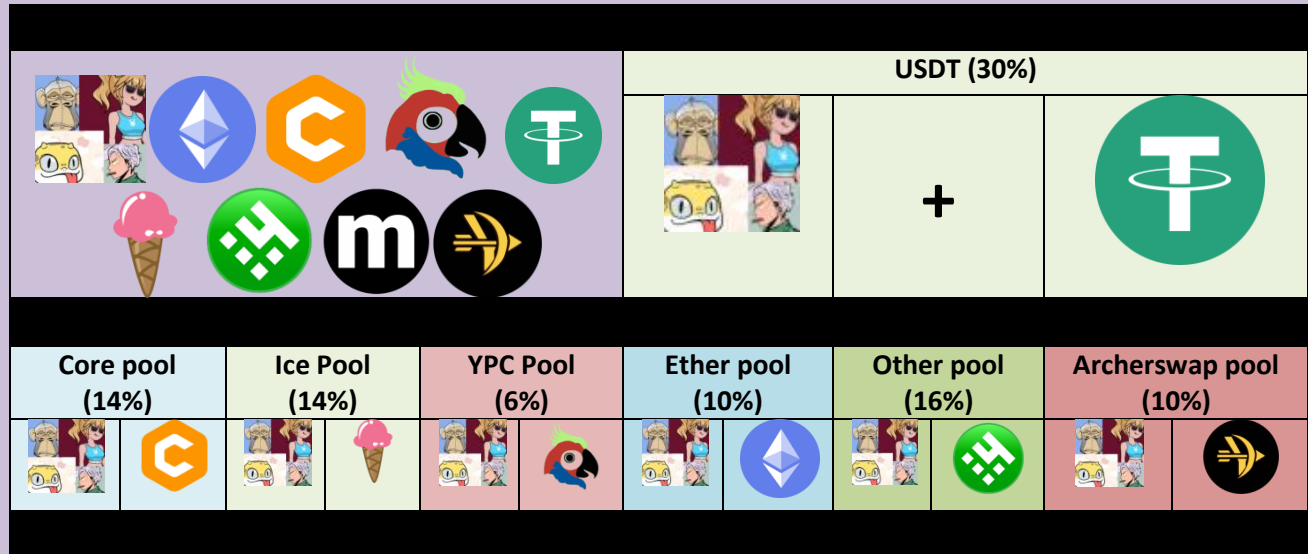 USDT (30%)
+
m
Core pool
(14%)
Ice Pool
(14%)
YPC Pool
(6%)
Ether pool
(10%)
Other pool
(16%)
Archerswap pool
(10%)